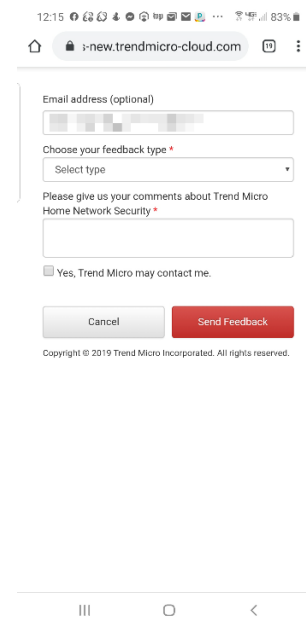 12:15
83%
s-new.trendmicro-cloud.com
19
Email address (optional)
Choose your feedback type *
Select type
Please give us your comments about Trend Micro
Home Network Security *
Yes, Trend Micro may contact me.
Cancel
Send Feedback
Copyright © 2019 Trend Micro Incorporated. All rights reserved.